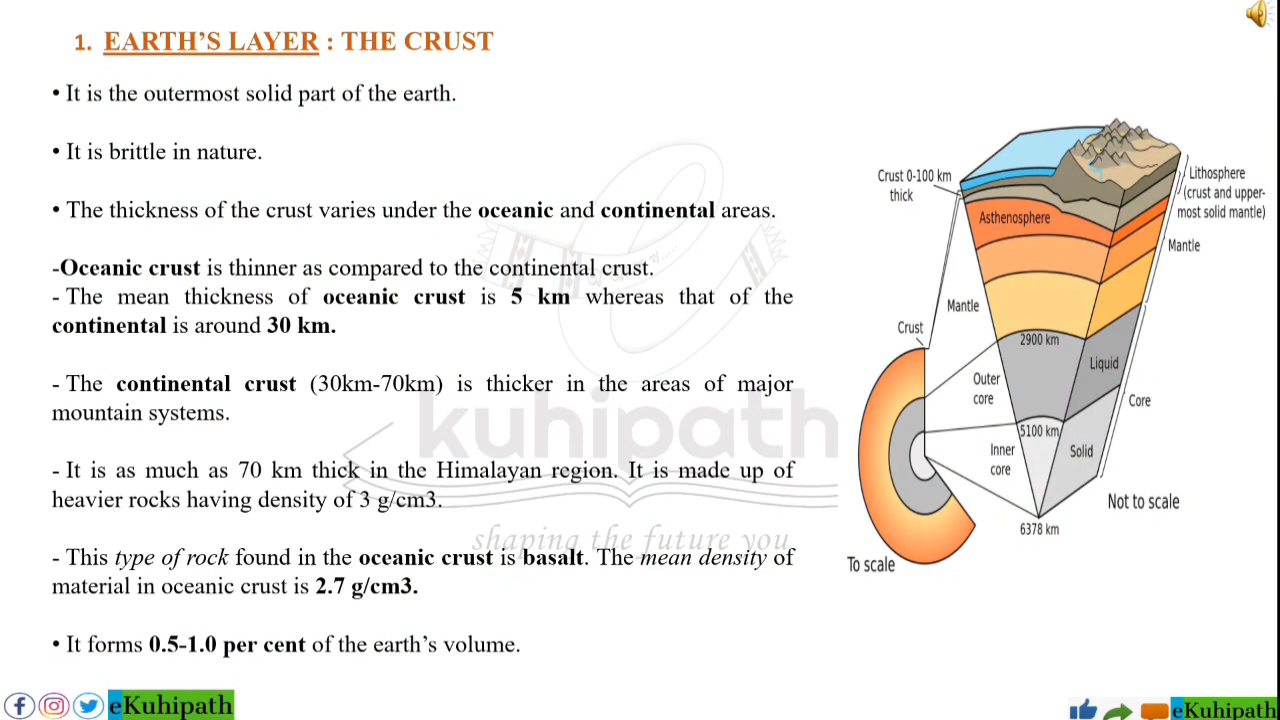 1. EARTH'S LAYER : THE CRUST
• It is the outermost solid part of the earth.
• It is brittle in nature.
• The thickness of the crust varies under the oceanic and continental areas.
-Oceanic crust is thinner as compared to the continental crust.
- The mean thickness of oceanic crust is 5 km whereas that of the
continental is around 30 km.
- The continental crust (30km-70km) is thicker in the areas of major
mountain systems.
- It is as much as 70 km thick in the Himalayan region. It is made up of
heavier rocks having density of 3 g/cm3.
- This type of rock found in the oceanic crust is basalt. The mean density of
material in oceanic crust is 2.7 g/cm3.
• It forms 0.5-1.0 per cent of the earth's volume.
kuhipath
shaping the future you
Crust 0-100 km
thick
Asthenosphere
Lithosphere
(crust and upper-
most solid mantle)
Mantle
Mantle
Crust
2900 km
Liquid
Outer
core
Core
5100 km
Inner
core
Solid
Not to scale
6378 km
To scale
eKuhipath
eKuhipath